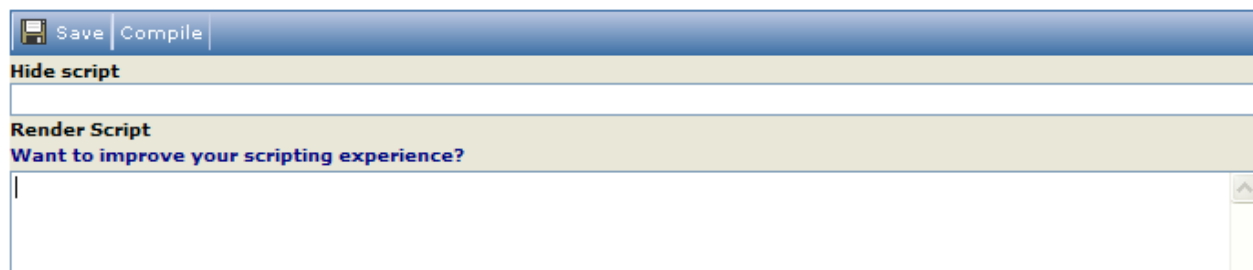 Save Compile
Hide script
Render Script
Want to improve your scripting experience?